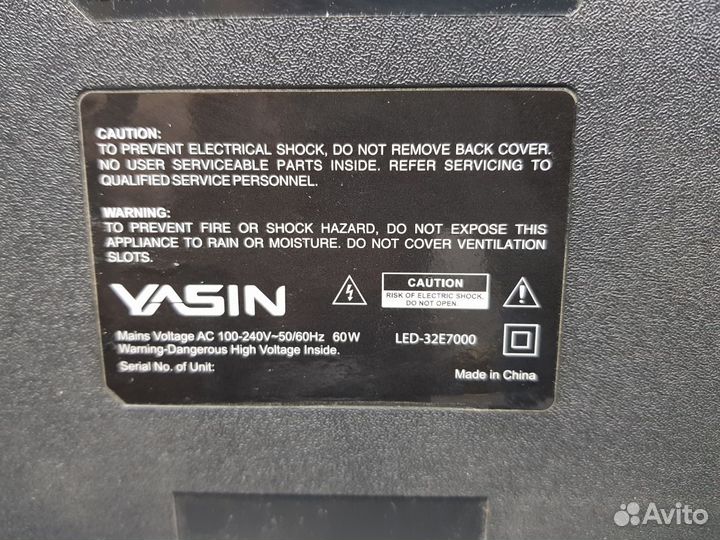 CAUTION:
TO PREVENT ELECTRICAL SHOCK, DO NOT REMOVE BACK COVER.
NO USER SERVICEABLE PARTS INSIDE. REFER SERVICING TO
QUALIFIED SERVICE PERSONNEL.
WARNING:
TO PREVENT FIRE OR SHOCK HAZARD, DO NOT EXPOSE THIS
APPLIANCE TO RAIN OR MOISTURE. DO NOT COVER VENTILATION
SLOTS.
YASIN
CAUTION
RISK OF ELECTRIC SHOCK.
DO NOT OPEN.
Mains Voltage AC 100-240V~50/60Hz 60W
LED-32E7000
Warning-Dangerous High Voltage Inside.
Serial No. of Unit:
Made in China
Avito